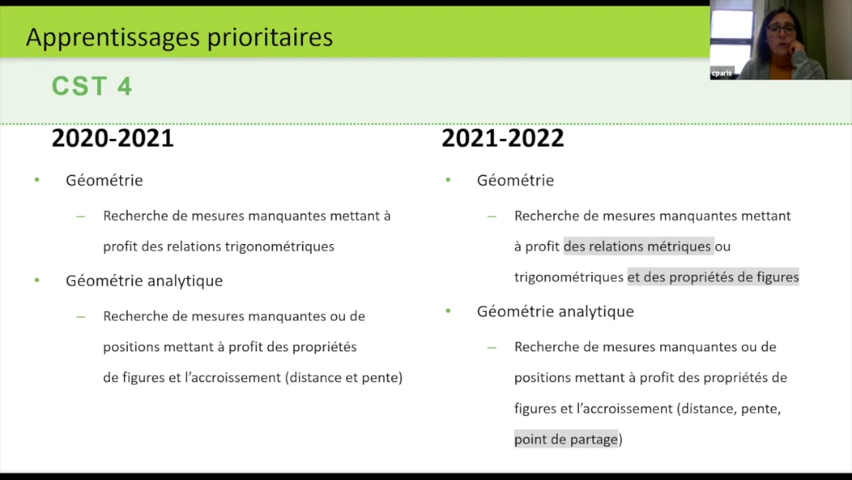 Apprentissages prioritaires
cparis
CST 4
2020-2021
• Géométrie
– Recherche de mesures manquantes mettant à
profit des relations trigonométriques
• Géométrie analytique
– Recherche de mesures manquantes ou de
positions mettant à profit des propriétés
de figures et l'accroissement (distance et pente)
2021-2022
• Géométrie
– Recherche de mesures manquantes mettant
à profit des relations métriques ou
trigonométriques et des propriétés de figures
• Géométrie analytique
– Recherche de mesures manquantes ou de
positions mettant à profit des propriétés de
figures et l'accroissement (distance, pente,
point de partage)